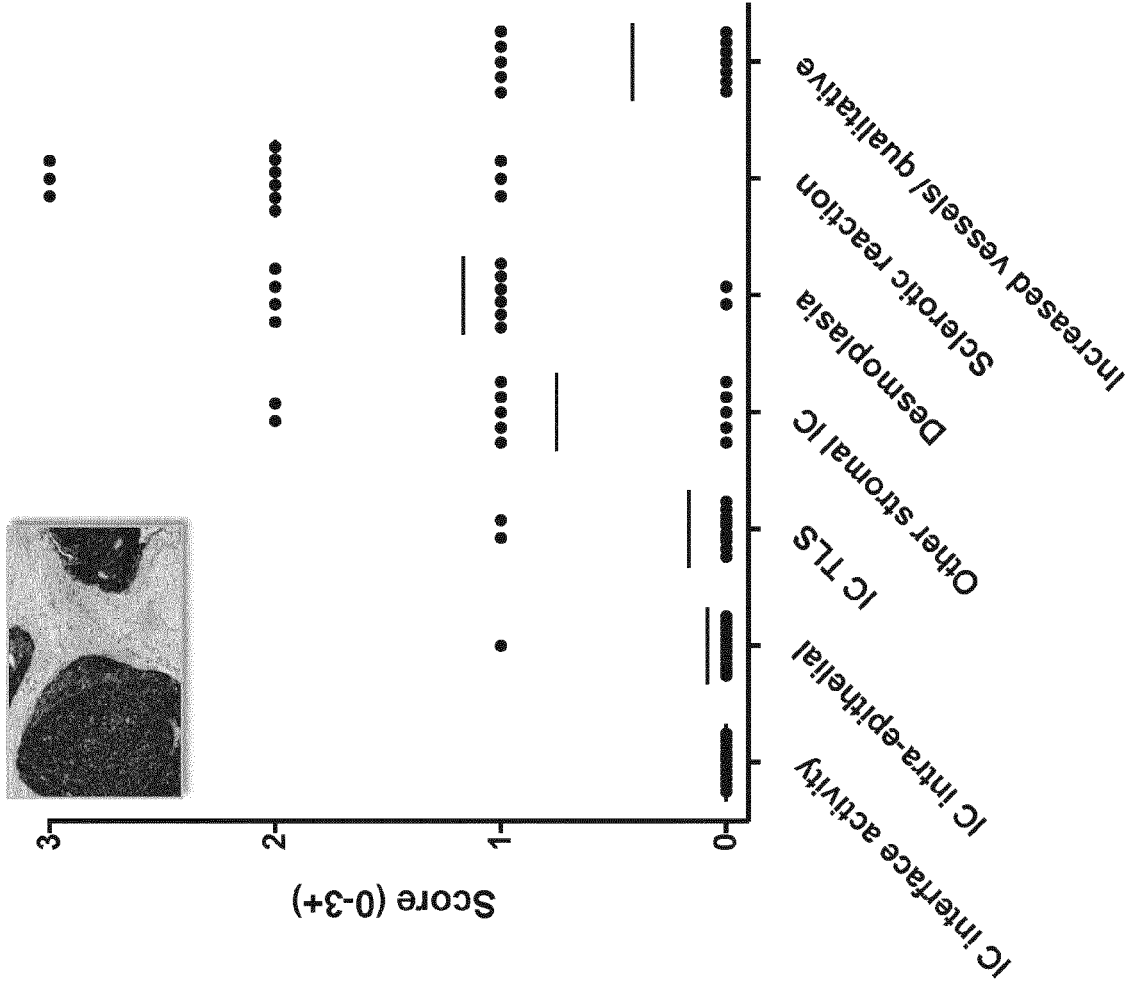 Score (0-3+)
3
2
1
0
IC interface activity
IC intra-epithelial
IC TLS
Other stromal IC
Desmoplasia
Sclerotic reaction
Increased vessels/ qualitative